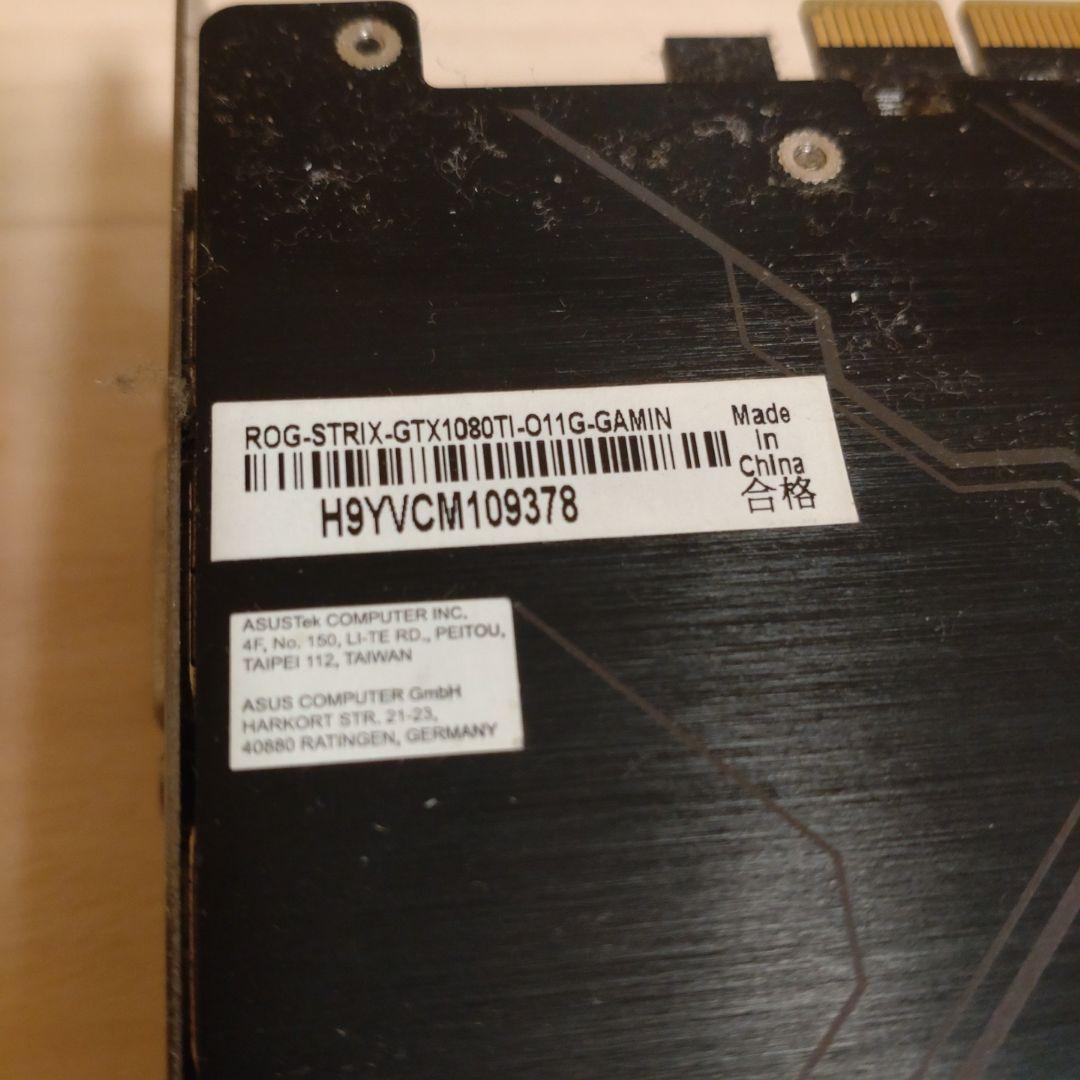 ROG-STRIX-GTX1080TI-O11G-GAMIN
H9YVCM109378
Made
in
China
合格
ASUSTek COMPUTER INC.
4F, No. 150, LI-TE RD., PEITOU,
TAIPEI 112, TAIWAN
ASUS COMPUTER GmbH
HARKORT STR. 21-23,
40880 RATINGEN, GERMANY